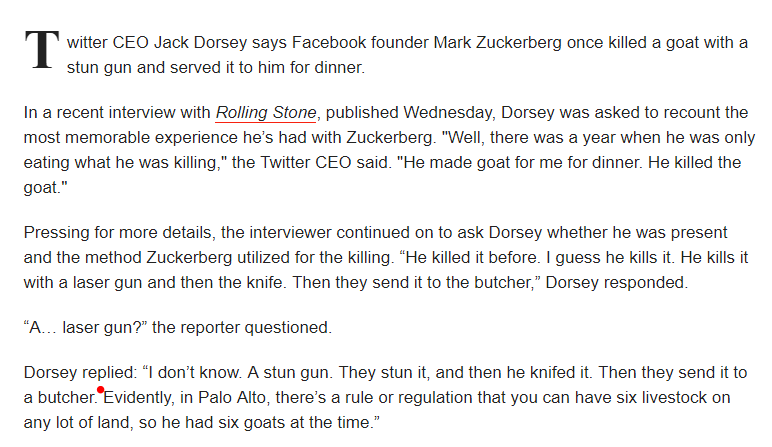 Twitter CEO Jack Dorsey says Facebook founder Mark Zuckerberg once killed a goat with a
stun gun and served it to him for dinner.
In a recent interview with Rolling Stone, published Wednesday, Dorsey was asked to recount the
most memorable experience he’s had with Zuckerberg. "Well, there was a year when he was only
eating what he was killing," the Twitter CEO said. "He made goat for me for dinner. He killed the
goat."
Pressing for more details, the interviewer continued on to ask Dorsey whether he was present
and the method Zuckerberg utilized for the killing. “He killed it before. I guess he kills it. He kills it
with a laser gun and then the knife. Then they send it to the butcher,” Dorsey responded.
“A… laser gun?” the reporter questioned.
Dorsey replied: “I don’t know. A stun gun. They stun it, and then he knifed it. Then they send it to
a butcher. Evidently, in Palo Alto, there’s a rule or regulation that you can have six livestock on
any lot of land, so he had six goats at the time.”